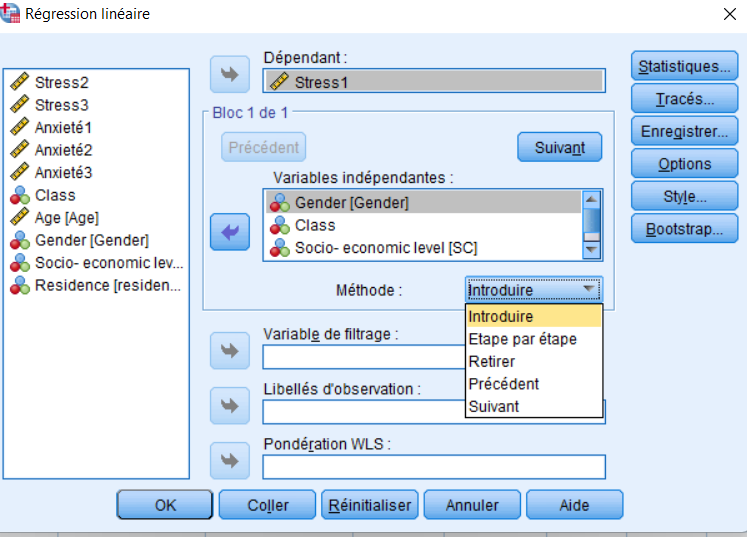 Régression linéaire
Stress2
Stress3
Anxieté1
Anxieté2
Anxieté3
Class
Age [Age]
Gender [Gender]
Socio- economic lev...
Residence [residen...
Dépendant :
Stress1
Bloc 1 de 1
Précédent
Suivant
Variables indépendantes :
Gender [Gender]
Class
Socio- economic level [SC]
Méthode :
Introduire
Introduire
Etape par étape
Retirer
Précédent
Suivant
Variable de filtrage :
Libellés d'observation :
Pondération WLS :
Statistiques...
Tracés...
Enregistrer...
Options
Style...
Bootstrap...
OK
Coller
Réinitialiser
Annuler
Aide